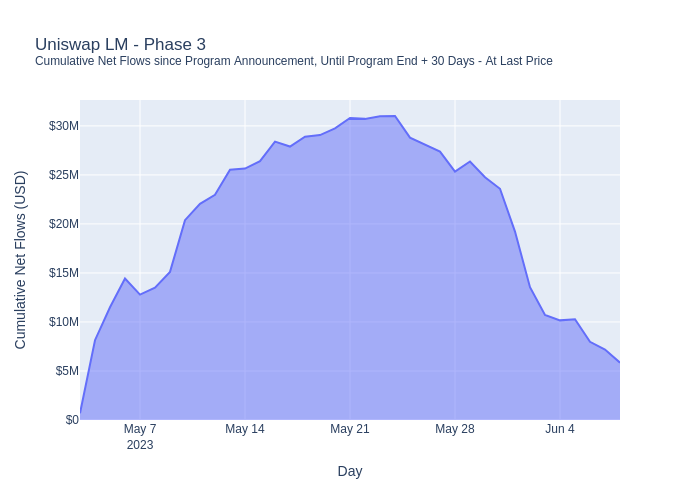 Uniswap LM - Phase 3
Cumulative Net Flows since Program Announcement, Until Program End + 30 Days - At Last Price
Cumulative Net Flows (USD)
$30M
$25M
$20M
$15M
$10M
$5M
$0
May 7
2023
May 14
May 21
May 28
Jun 4
Day